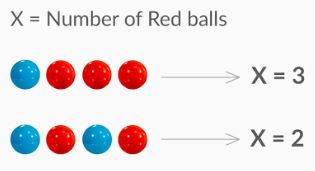 X = Number of Red balls
X = 3
X = 2